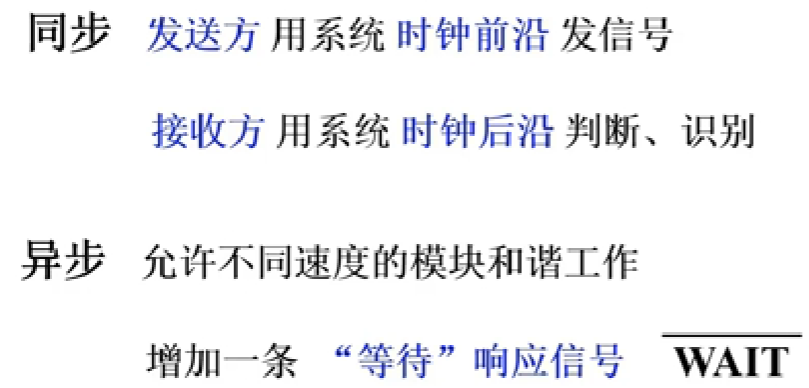 同步 发送方 用系统 时钟前沿 发信号
接收方 用系统 时钟后沿 判断、识别
异步 允许不同速度的模块和谐工作
增加一条 “等待”响应信号 WAIT